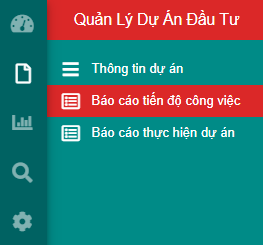 Quản Lý Dự Án Đầu Tư
Thông tin dự án
Báo cáo tiến độ công việc
Báo cáo thực hiện dự án